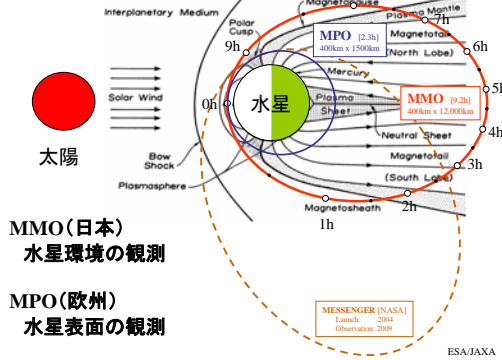 Interplanetary Medium
Magnetopause
Plasma Mantle
Polar
Cusp
7h
9h
MPO [2.3h]
400km x 1500km
Magnetotail
(North Lobe)
6h
Mercury
5h
太陽
Solar Wind
0h
水星
Plasma
Sheet
MMO [9.2h]
400km x 12,000km
4h
Neutral Sheet
Bow
Shock
Magnetotail
3h
Plasmasphere
(South Lobe)
2h
Magnetosheath
1h
MMO(日本)
水星環境の観測
MPO(欧州)
水星表面の観測
MESSENGER [NASA]
Launch: 2004
Observation: 2009
ESA/JAXA